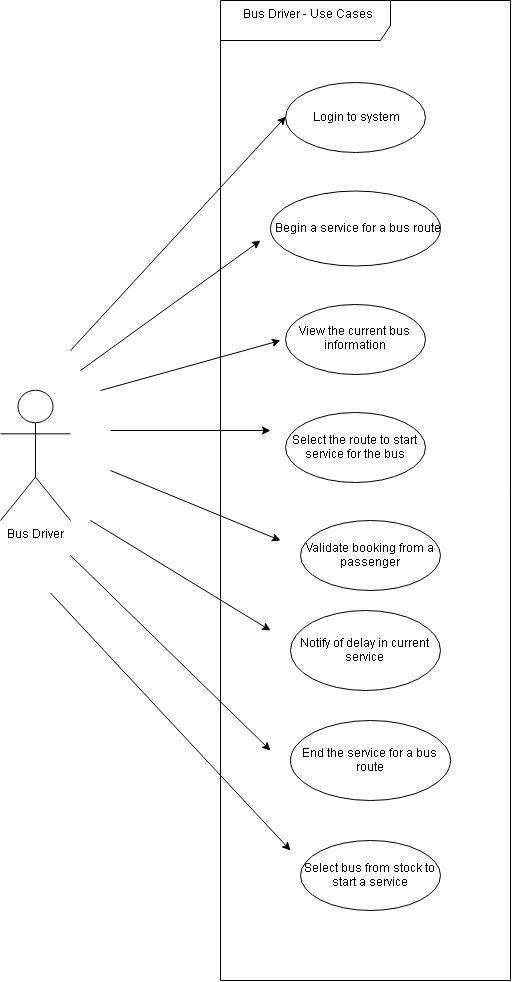 Bus Driver - Use Cases
Login to system
Begin a service for a bus route
View the current bus
information
Select the route to start
service for the bus
Bus Driver
Validate booking from a
passenger
Notify of delay in current
service
End the service for a bus
route
Select bus from stock to
start a service